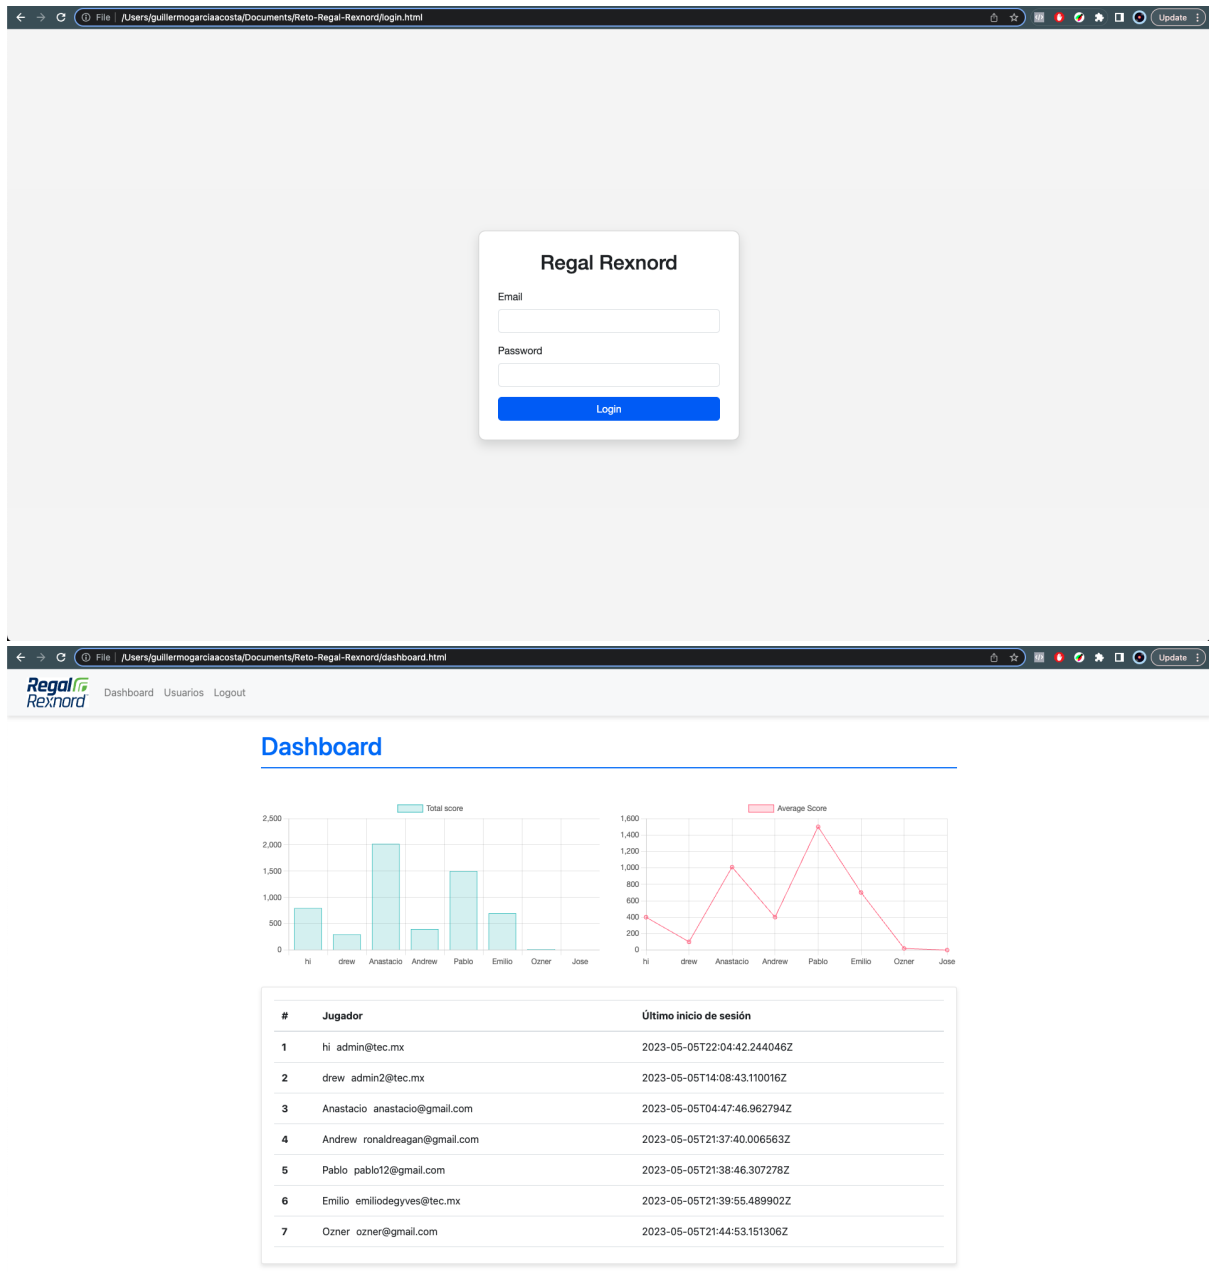 File | /Users/guillermogarciaacosta/Documents/Reto-Regal-Rexnord/login.html Update
Regal Rexnord
Email
Password
Login
File | /Users/guillermogarciaacosta/Documents/Reto-Regal-Rexnord/dashboard.html Update
Regal
Rexnord
Dashboard Usuarios Logout
Dashboard
Total score
2,500
2,000
1,500
1,000
500
0
hi drew Anastacio Andrew Pablo Emilio Ozner Jose
Average Score
1,600
1,400
1,200
1,000
800
600
400
200
0
hi drew Anastacio Andrew Pablo Emilio Ozner Jose
# Jugador Último inicio de sesión
1 hi admin@tec.mx 2023-05-05T22:04:42.244046Z
2 drew admin2@tec.mx 2023-05-05T14:08:43.110016Z
3 Anastacio anastacio@gmail.com 2023-05-05T04:47:46.962794Z
4 Andrew ronaldreagan@gmail.com 2023-05-05T21:37:40.006563Z
5 Pablo pablo12@gmail.com 2023-05-05T21:38:46.307278Z
6 Emilio emiliodegyves@tec.mx 2023-05-05T21:39:55.489902Z
7 Ozner ozner@gmail.com 2023-05-05T21:44:53.151306Z